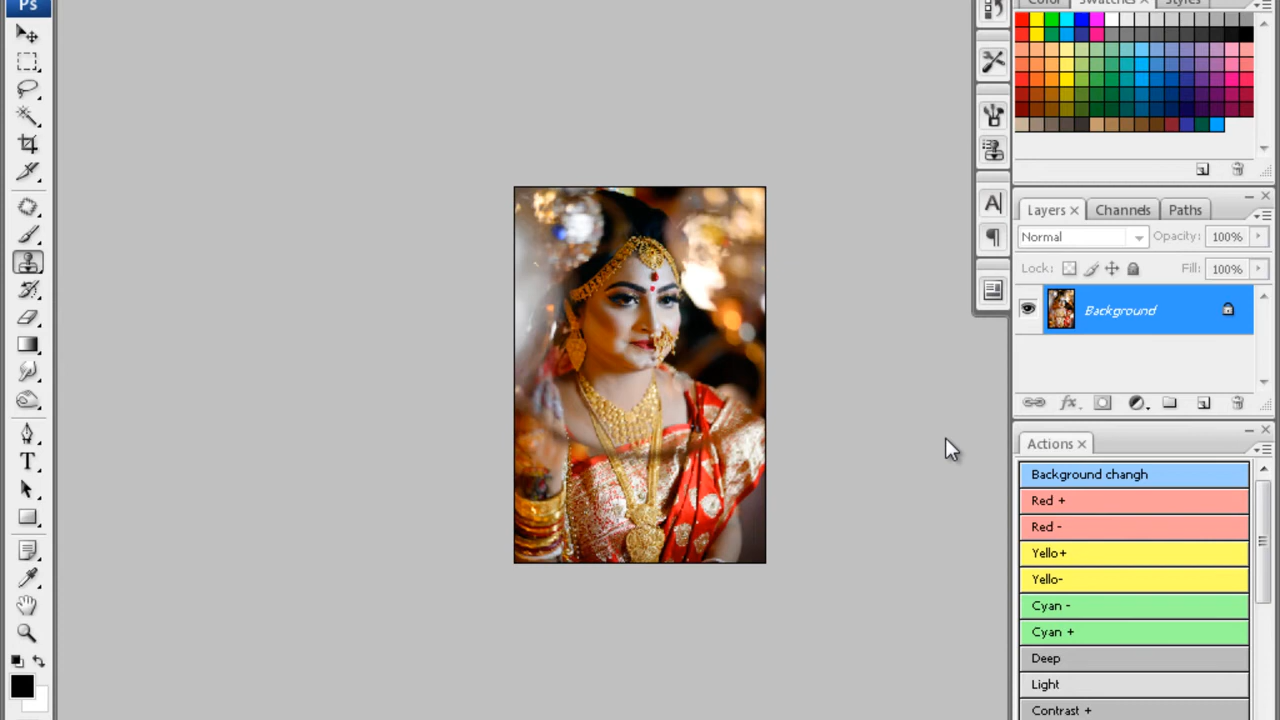 Ps
Color Swatches × Styles
Layers × Channels Paths
Normal Opacity: 100%
Lock: Fill: 100%
Background
Actions ×
Background changh
Red +
Red -
Yello+
Yello-
Cyan -
Cyan +
Deep
Light
Contrast +